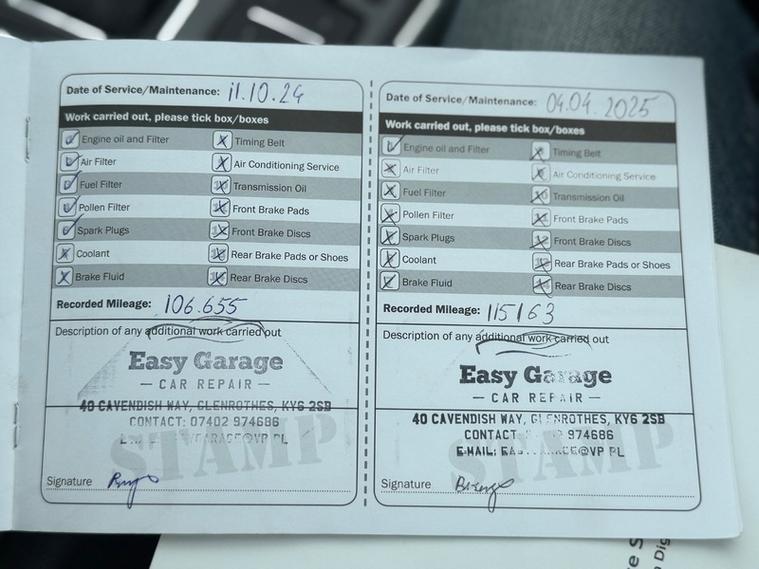 Date of Service/Maintenance: 11.10.24
Work carried out, please tick box/boxes
Engine oil and Filter
Timing Belt
Air Filter
Air Conditioning Service
Fuel Filter
Transmission Oil
Pollen Filter
Front Brake Pads
Spark Plugs
Front Brake Discs
Coolant
Rear Brake Pads or Shoes
Brake Fluid
Rear Brake Discs
Recorded Mileage: 106.655
Description of any additional work carried out
Easy Garage
— CAR REPAIR —
40 CAVENDISH WAY, GLENROTHES, KY6 2SB
CONTACT: 07402 974686
@VP PL
STAMP
Signature
Date of Service/Maintenance: 04.04.2025
Work carried out, please tick box/boxes
Engine oil and Filter
Timing Belt
Air Filter
Air Conditioning Service
Fuel Filter
Transmission Oil
Pollen Filter
Front Brake Pads
Spark Plugs
Front Brake Discs
Coolant
Rear Brake Pads or Shoes
Brake Fluid
Rear Brake Discs
Recorded Mileage: 115163
Description of any additional work carried out
Easy Garage
— CAR REPAIR —
40 CAVENDISH WAY, GLENROTHES, KY6 2SB
CONTACT 974686
E-MAIL: @VP PL
STAMP
Signature